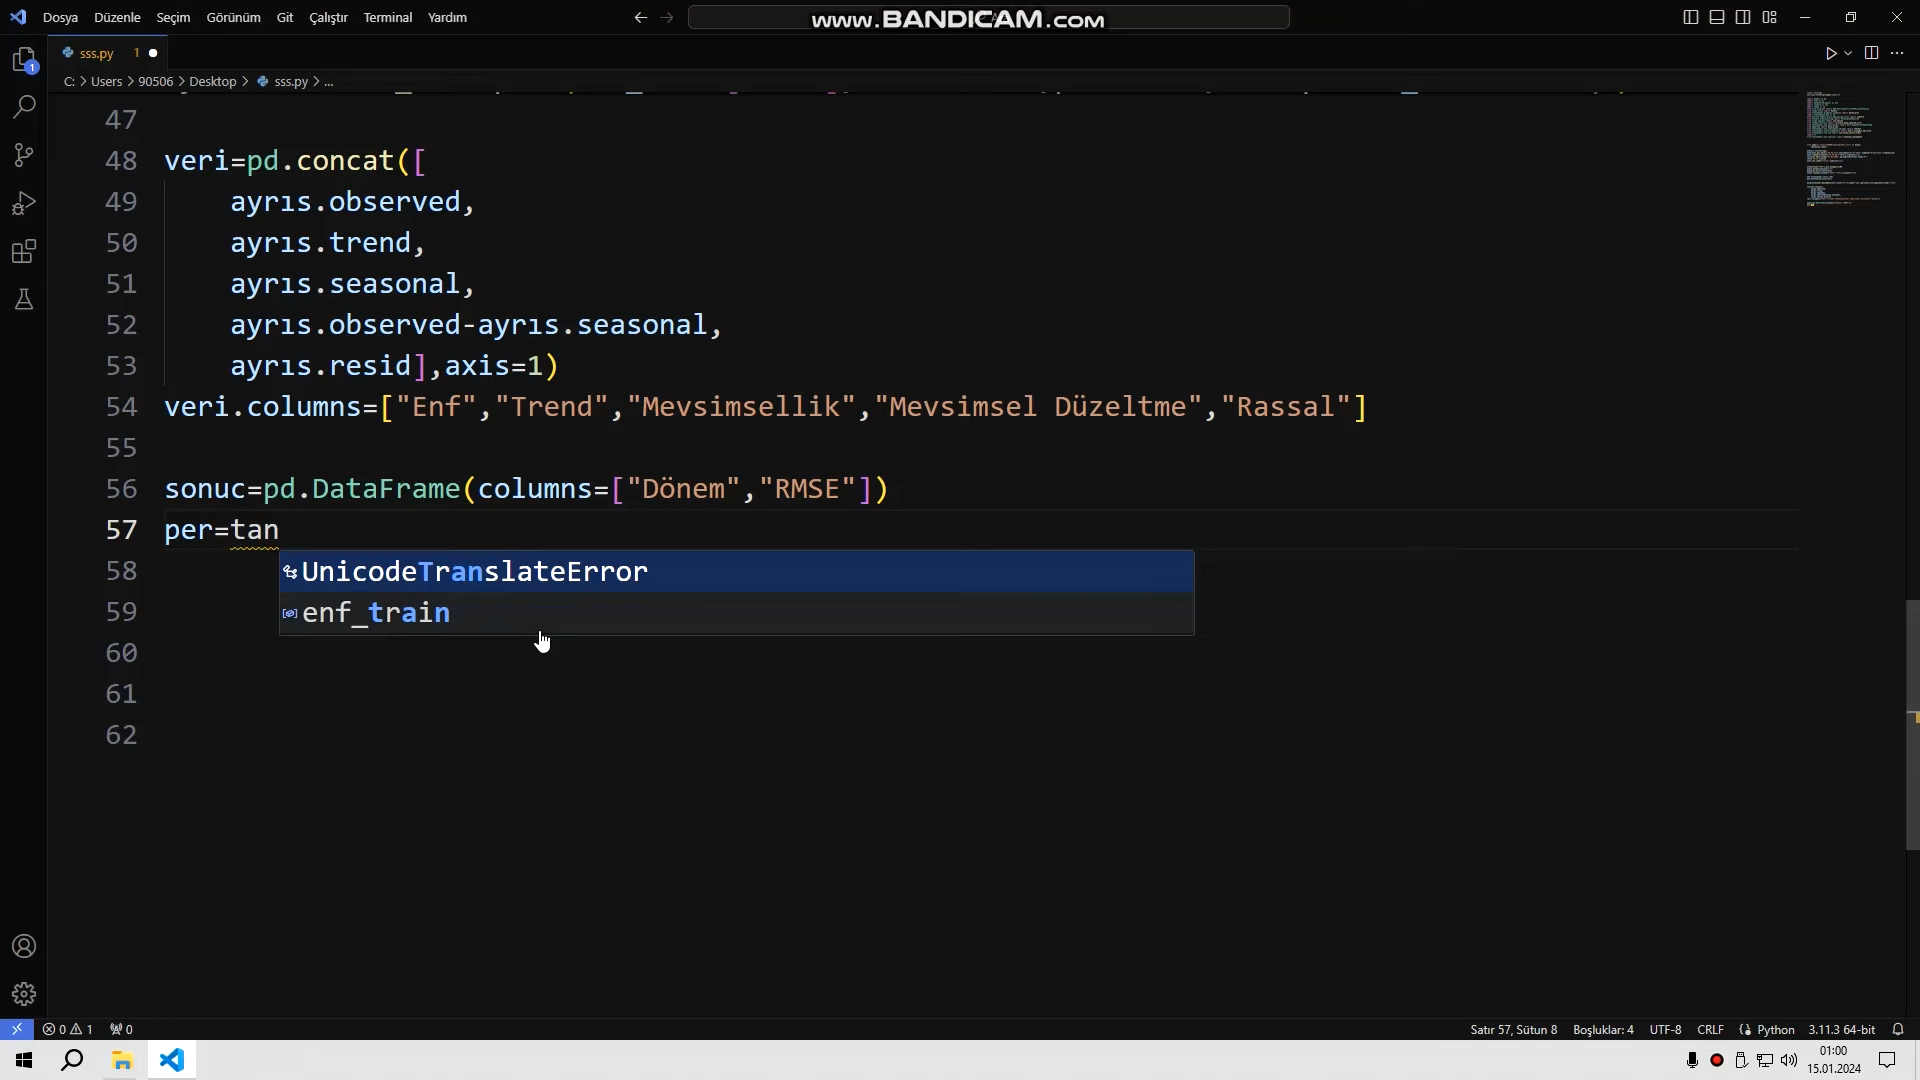 Dosya Düzenle Seçim Görünüm Git Çalıştır Terminal Yardım
www.BANDICAM.com
sss.py 1
C: > Users > 90506 > Desktop > sss.py > ...
47
48 veri=pd.concat([
49 ayrıs.observed,
50 ayrıs.trend,
51 ayrıs.seasonal,
52 ayrıs.observed-ayrıs.seasonal,
53 ayrıs.resid],axis=1)
54 veri.columns=["Enf","Trend","Mevsimsellik","Mevsimsel Düzeltme","Rassal"]
55
56 sonuc=pd.DataFrame(columns=["Dönem","RMSE"])
57 per=tan
58 UnicodeTranslateError
59 enf_train
60
61
62
0 1 0
Satır 57, Sütun 8 Boşluklar: 4 UTF-8 CRLF Python 3.11.3 64-bit
01:00
15.01.2024